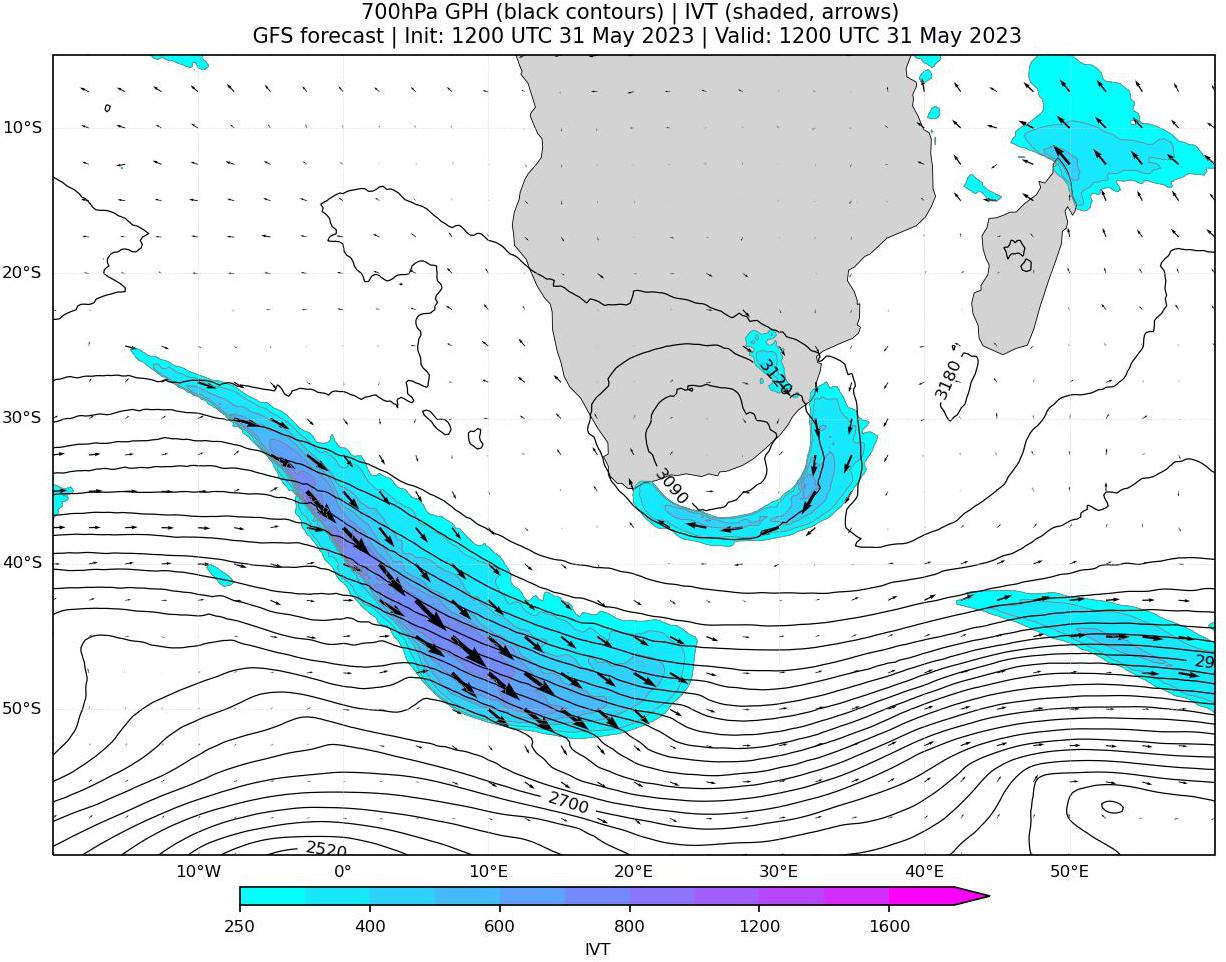 700hPa GPH (black contours) | IVT (shaded, arrows)
GFS forecast | Init: 1200 UTC 31 May 2023 | Valid: 1200 UTC 31 May 2023
10°S
20°S
3120
3180
30°S
3090
40°S
29
50°S
2700
2520
10°W 0° 10°E 20°E 30°E 40°E 50°E
250 400 600 800 1200 1600
IVT